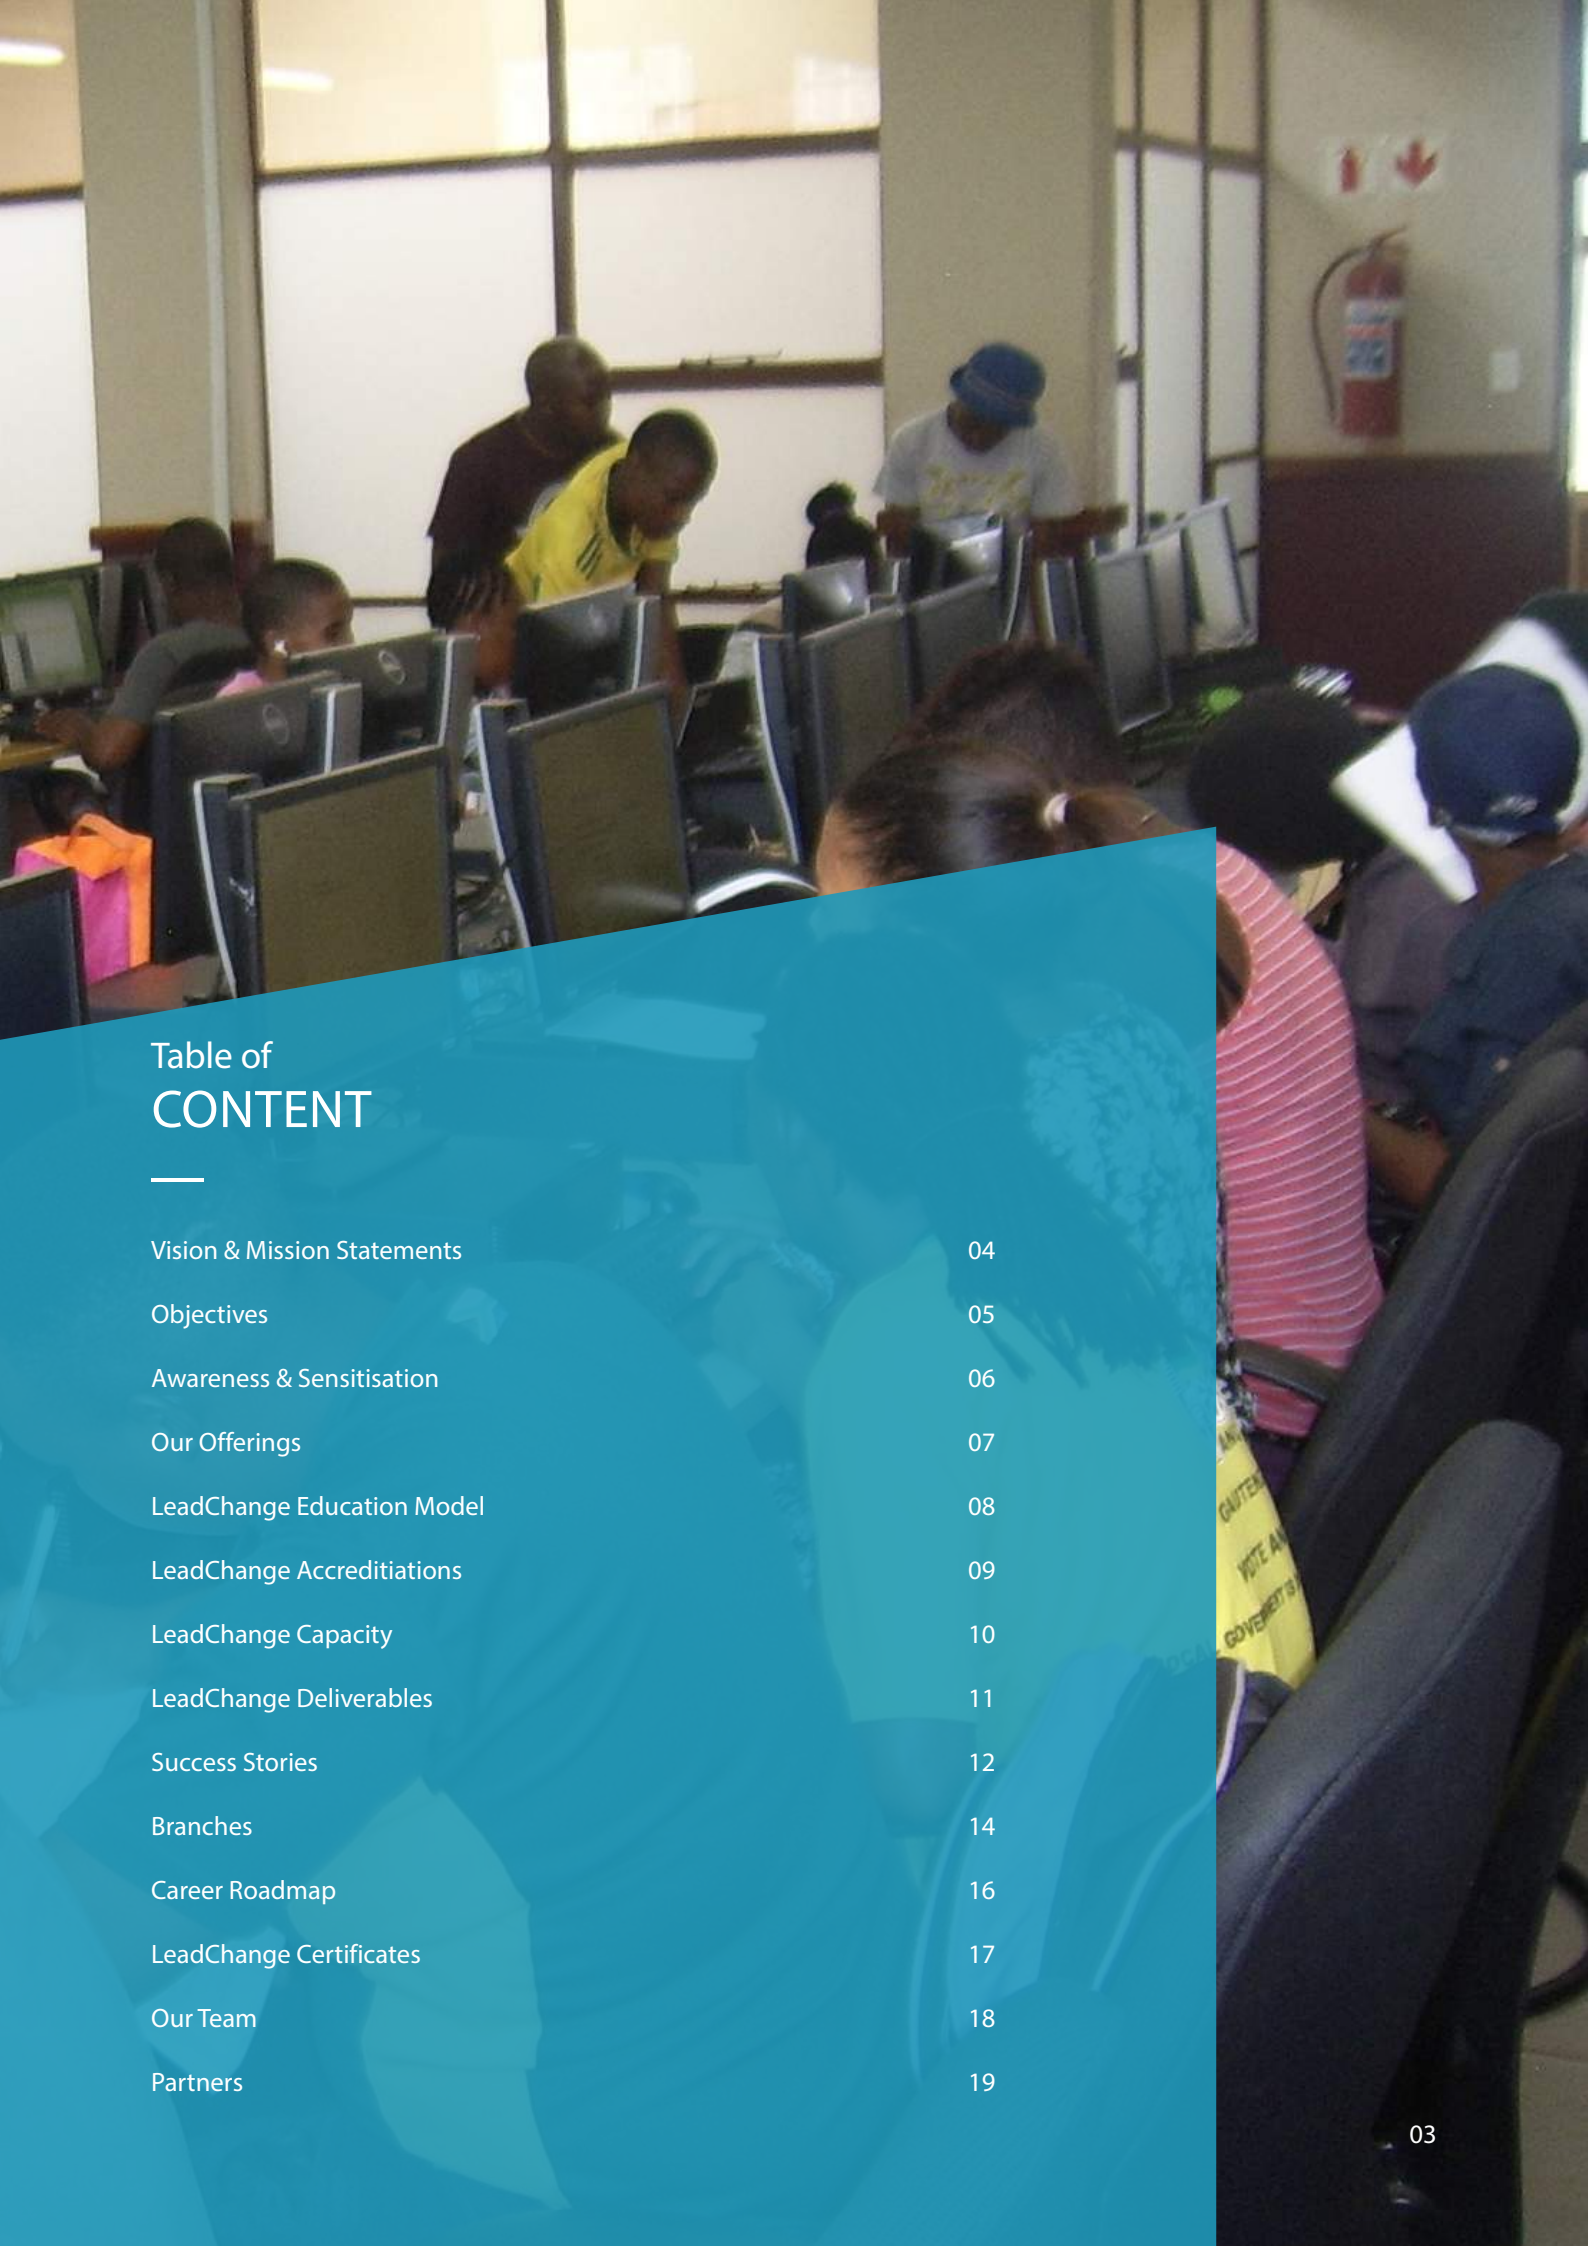 Table of
CONTENT
Vision & Mission Statements 04
Objectives 05
Awareness & Sensitisation 06
Our Offerings 07
LeadChange Education Model 08
LeadChange Accreditiations 09
LeadChange Capacity 10
LeadChange Deliverables 11
Success Stories 12
Branches 14
Career Roadmap 16
LeadChange Certificates 17
Our Team 18
Partners 19
03
VOTE